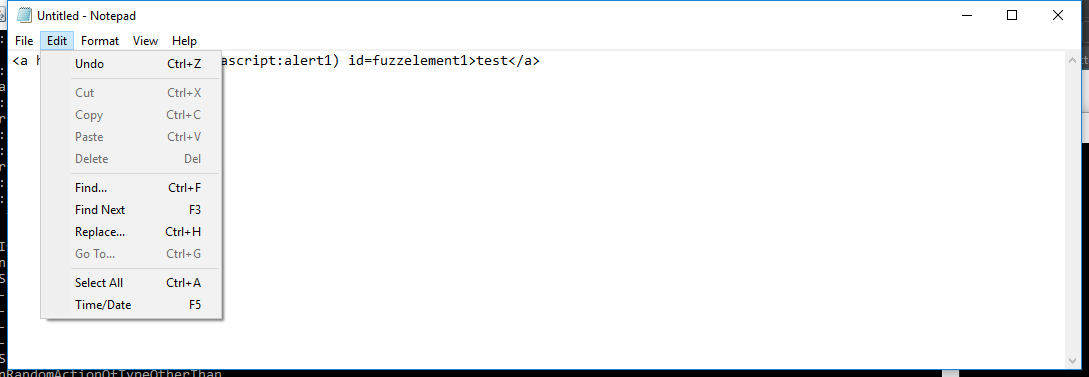 Untitled - Notepad
File Edit Format View Help
<a h ascript:alert1) id=fuzzelement1>test</a>
Undo Ctrl+Z
Cut Ctrl+X
Copy Ctrl+C
Paste Ctrl+V
Delete Del
Find... Ctrl+F
Find Next F3
Replace... Ctrl+H
Go To... Ctrl+G
Select All Ctrl+A
Time/Date F5
nRandomActionOfTypeOtherThan